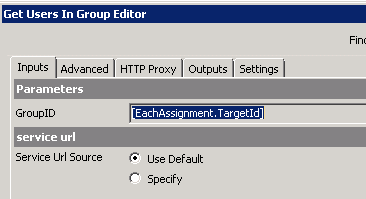 Get Users In Group Editor
Inputs Advanced HTTP Proxy Outputs Settings
Parameters
GroupID [EachAssignment.TargetId]
service url
Service Url Source Use Default
Specify